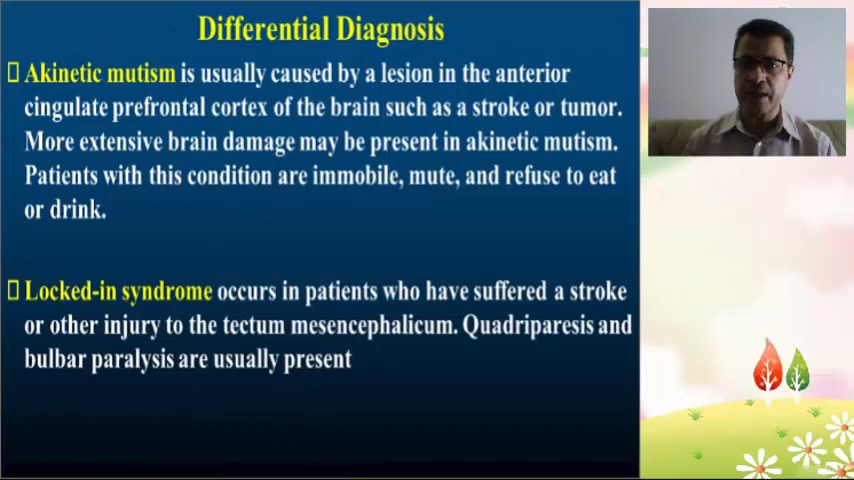 Differential Diagnosis
Akinetic mutism is usually caused by a lesion in the anterior
cingulate prefrontal cortex of the brain such as a stroke or tumor.
More extensive brain damage may be present in akinetic mutism.
Patients with this condition are immobile, mute, and refuse to eat
or drink.
Locked-in syndrome occurs in patients who have suffered a stroke
or other injury to the tectum mesencephalicum. Quadriparesis and
bulbar paralysis are usually present